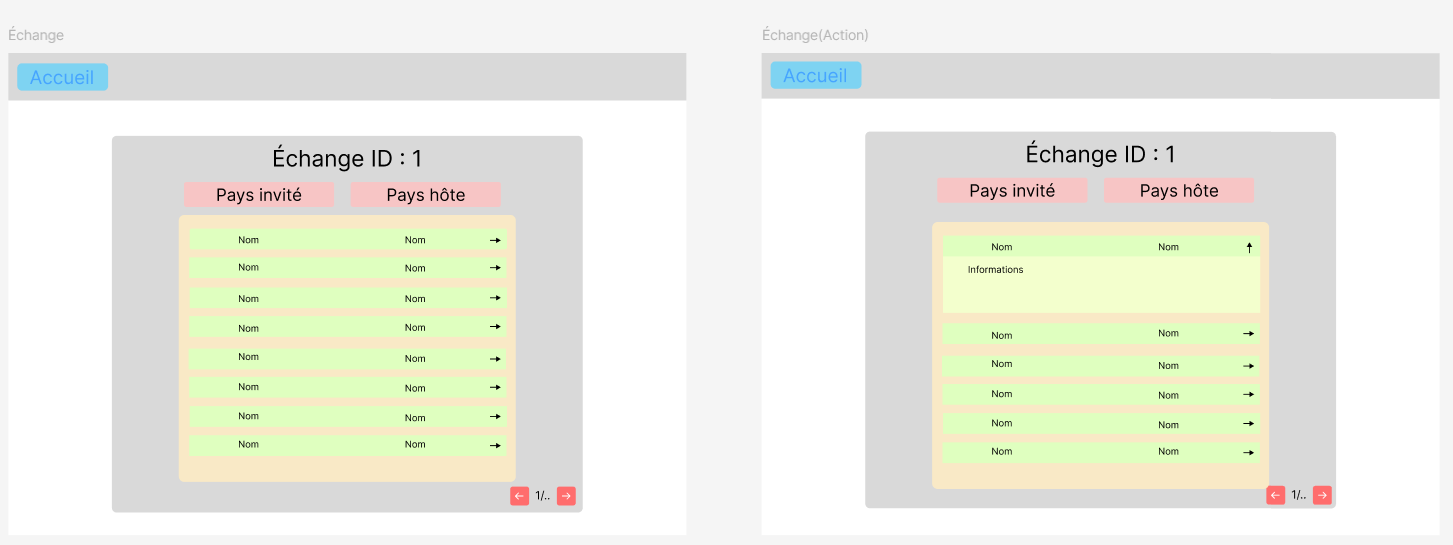 Échange
Accueil
Échange ID : 1
Pays invité Pays hôte
Nom Nom →
Nom Nom →
Nom Nom →
Nom Nom →
Nom Nom →
Nom Nom →
Nom Nom →
Nom Nom →
← 1/.. →
Échange(Action)
Accueil
Échange ID : 1
Pays invité Pays hôte
Nom Nom ↑
Informations
Nom Nom →
Nom Nom →
Nom Nom →
Nom Nom →
Nom Nom →
← 1/.. →